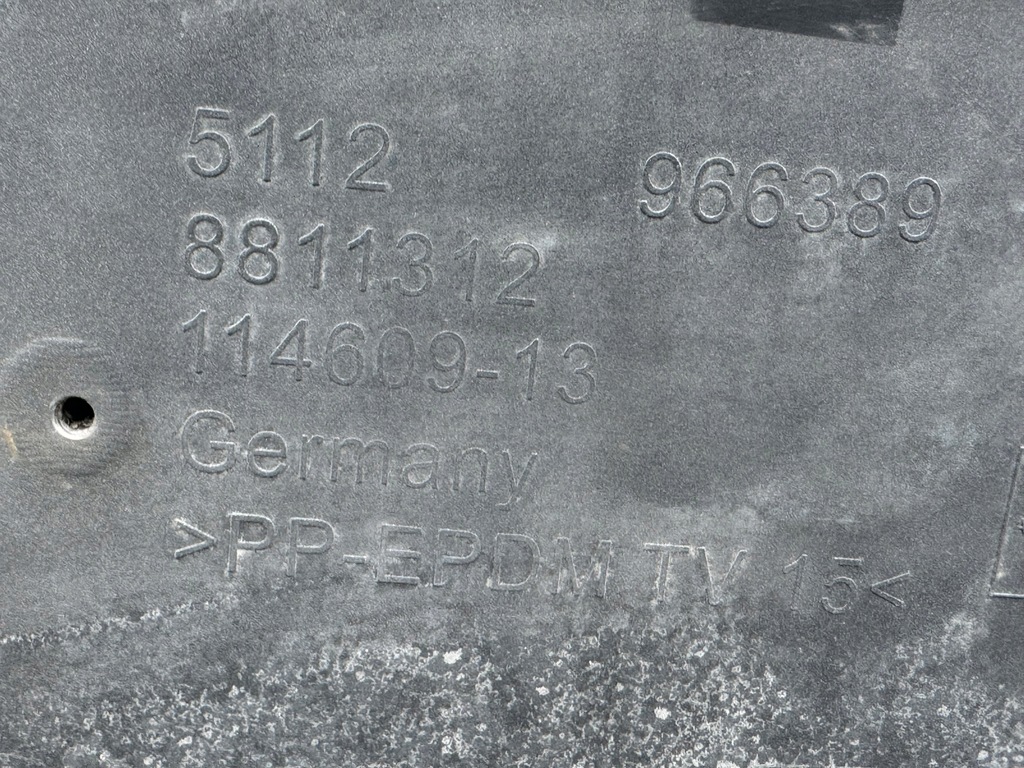 5112
966389
8811312
114609-13
Germany
>PP-EPDM TV 15<